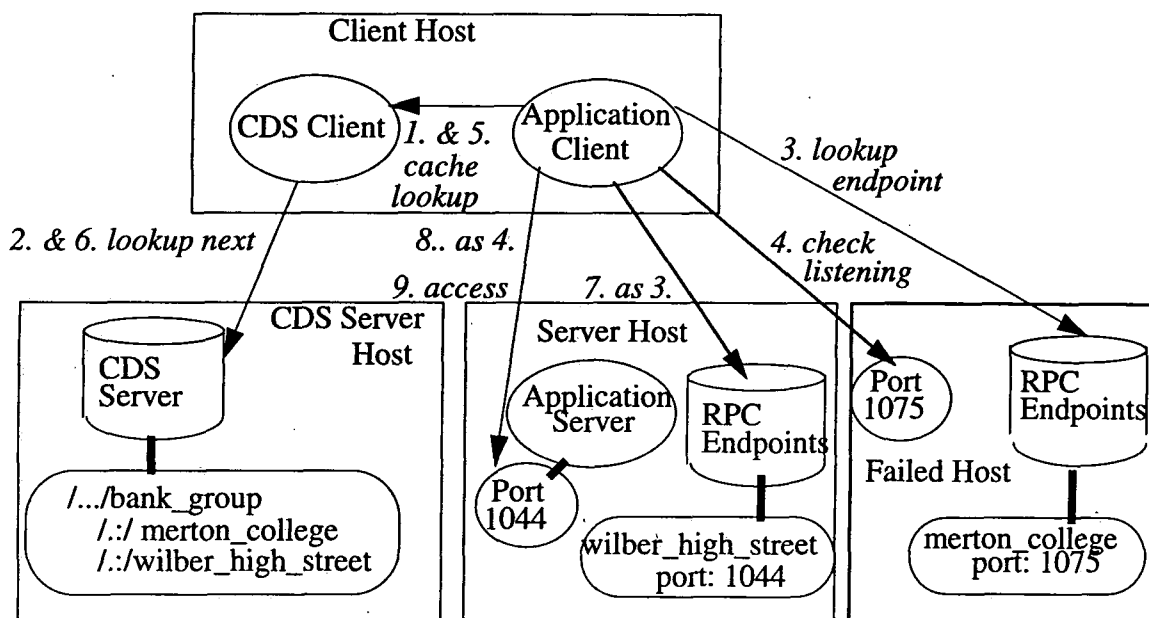 Client Host
CDS Client
1. & 5.
cache
lookup
Application
Client
3. lookup
endpoint
2. & 6. lookup next
8.. as 4.
9. access
7. as 3.
4. check
listening
CDS Server
Host
CDS
Server
/.../bank_group
/.:/ merton_college
/.:/wilber_high_street
Server Host
Application
Server
Port
1044
RPC
Endpoints
wilber_high_street
port: 1044
Port
1075
RPC
Endpoints
Failed Host
merton_college
port: 1075